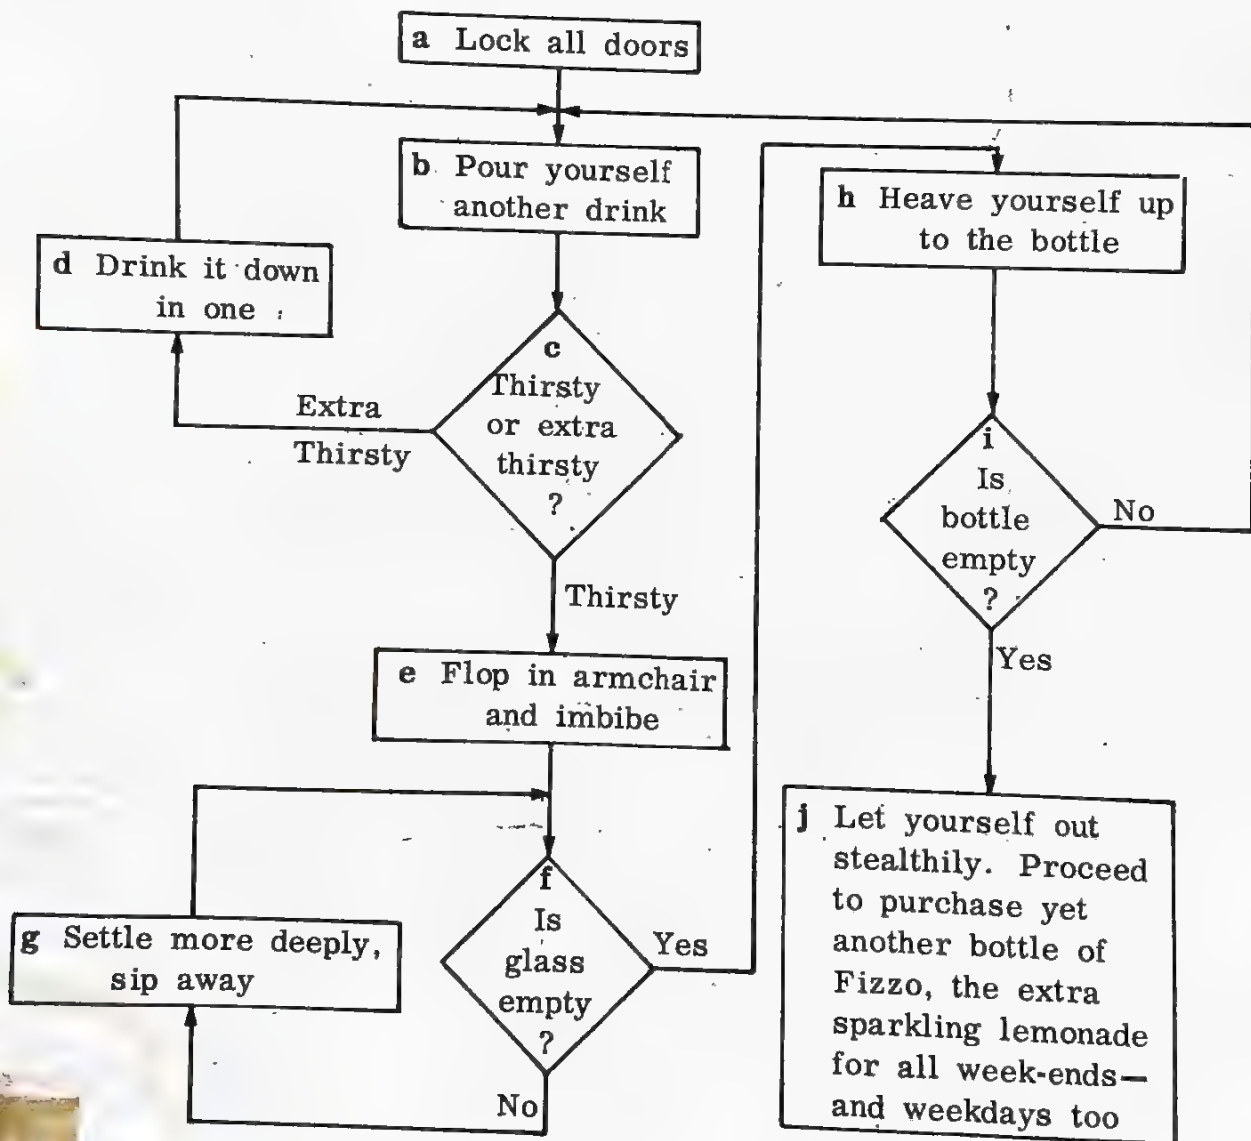 a Lock all doors
b Pour yourself
another drink
d Drink it down
in one
c
Thirsty
or extra
thirsty
?
Extra
Thirsty
Thirsty
e Flop in armchair
and imbibe
f
Is
glass
empty
?
Yes
No
g Settle more deeply,
sip away
h Heave yourself up
to the bottle
i
Is
bottle
empty
?
No
Yes
j Let yourself out
stealthily. Proceed
to purchase yet
another bottle of
Fizzo, the extra
sparkling lemonade
for all week-ends—
and weekdays too